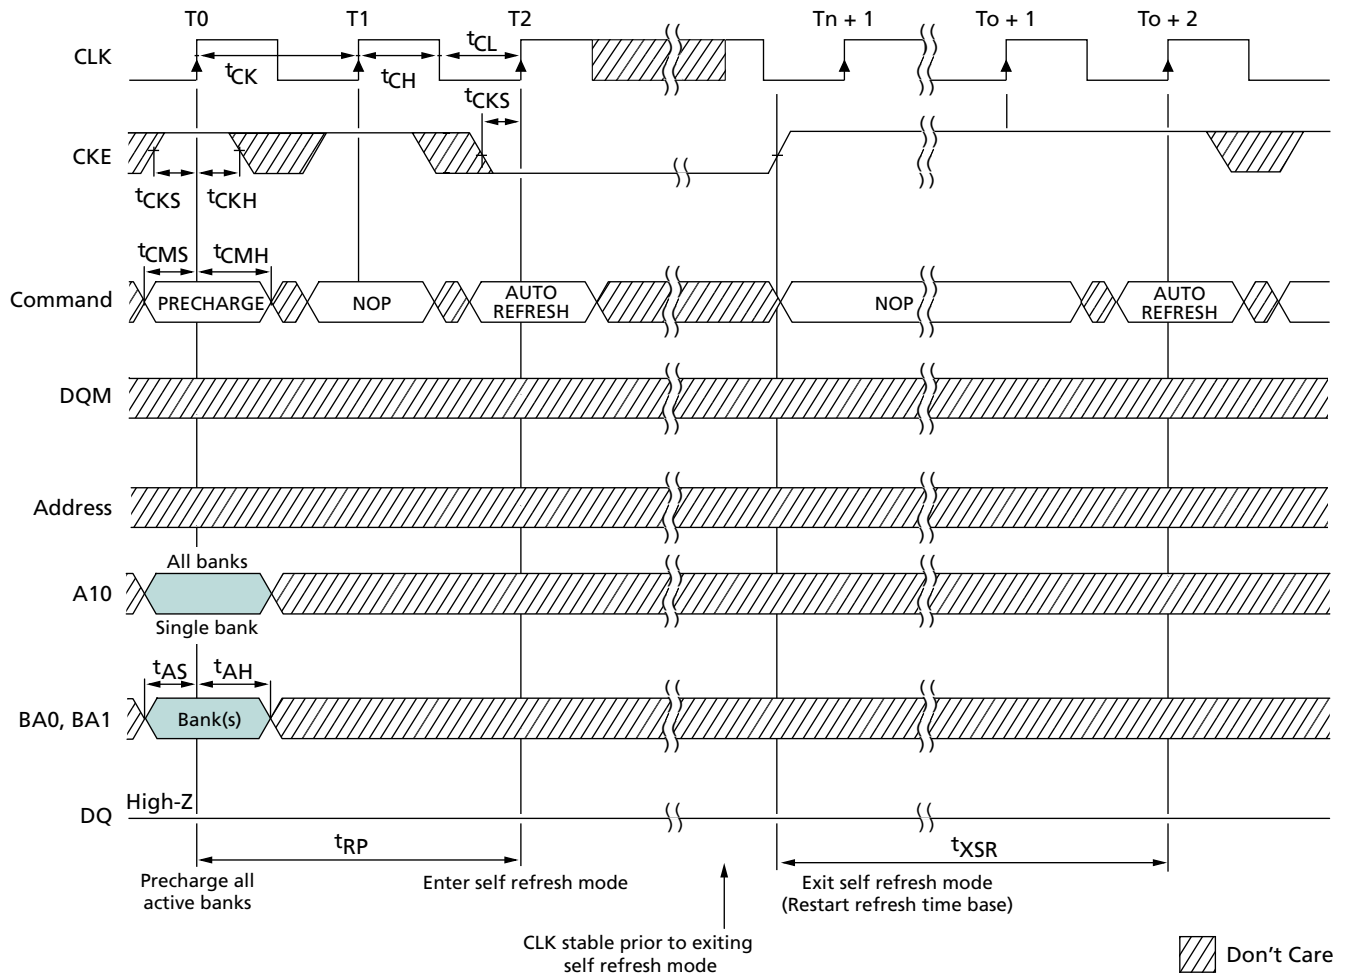 T0 T1 T2 Tn + 1 To + 1 To + 2
CLK
tCK tCH tCL
tCKS
CKE
tCKS tCKH
tCMS tCMH
Command PRECHARGE NOP AUTO REFRESH NOP AUTO REFRESH
DQM
Address
All banks
A10
Single bank
tAS tAH
BA0, BA1 Bank(s)
High-Z
DQ
tRP tXSR
Precharge all
active banks
Enter self refresh mode
Exit self refresh mode
(Restart refresh time base)
CLK stable prior to exiting
self refresh mode
Don't Care